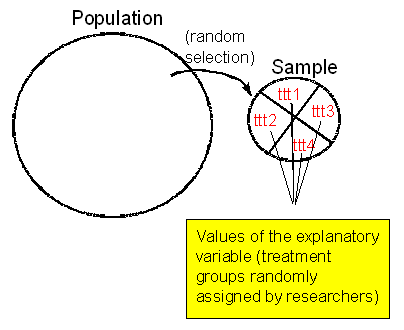 Population
(random
selection)
Sample
ttt1
ttt2
ttt3
ttt4
Values of the explanatory
variable (treatment
groups randomly
assigned by researchers)